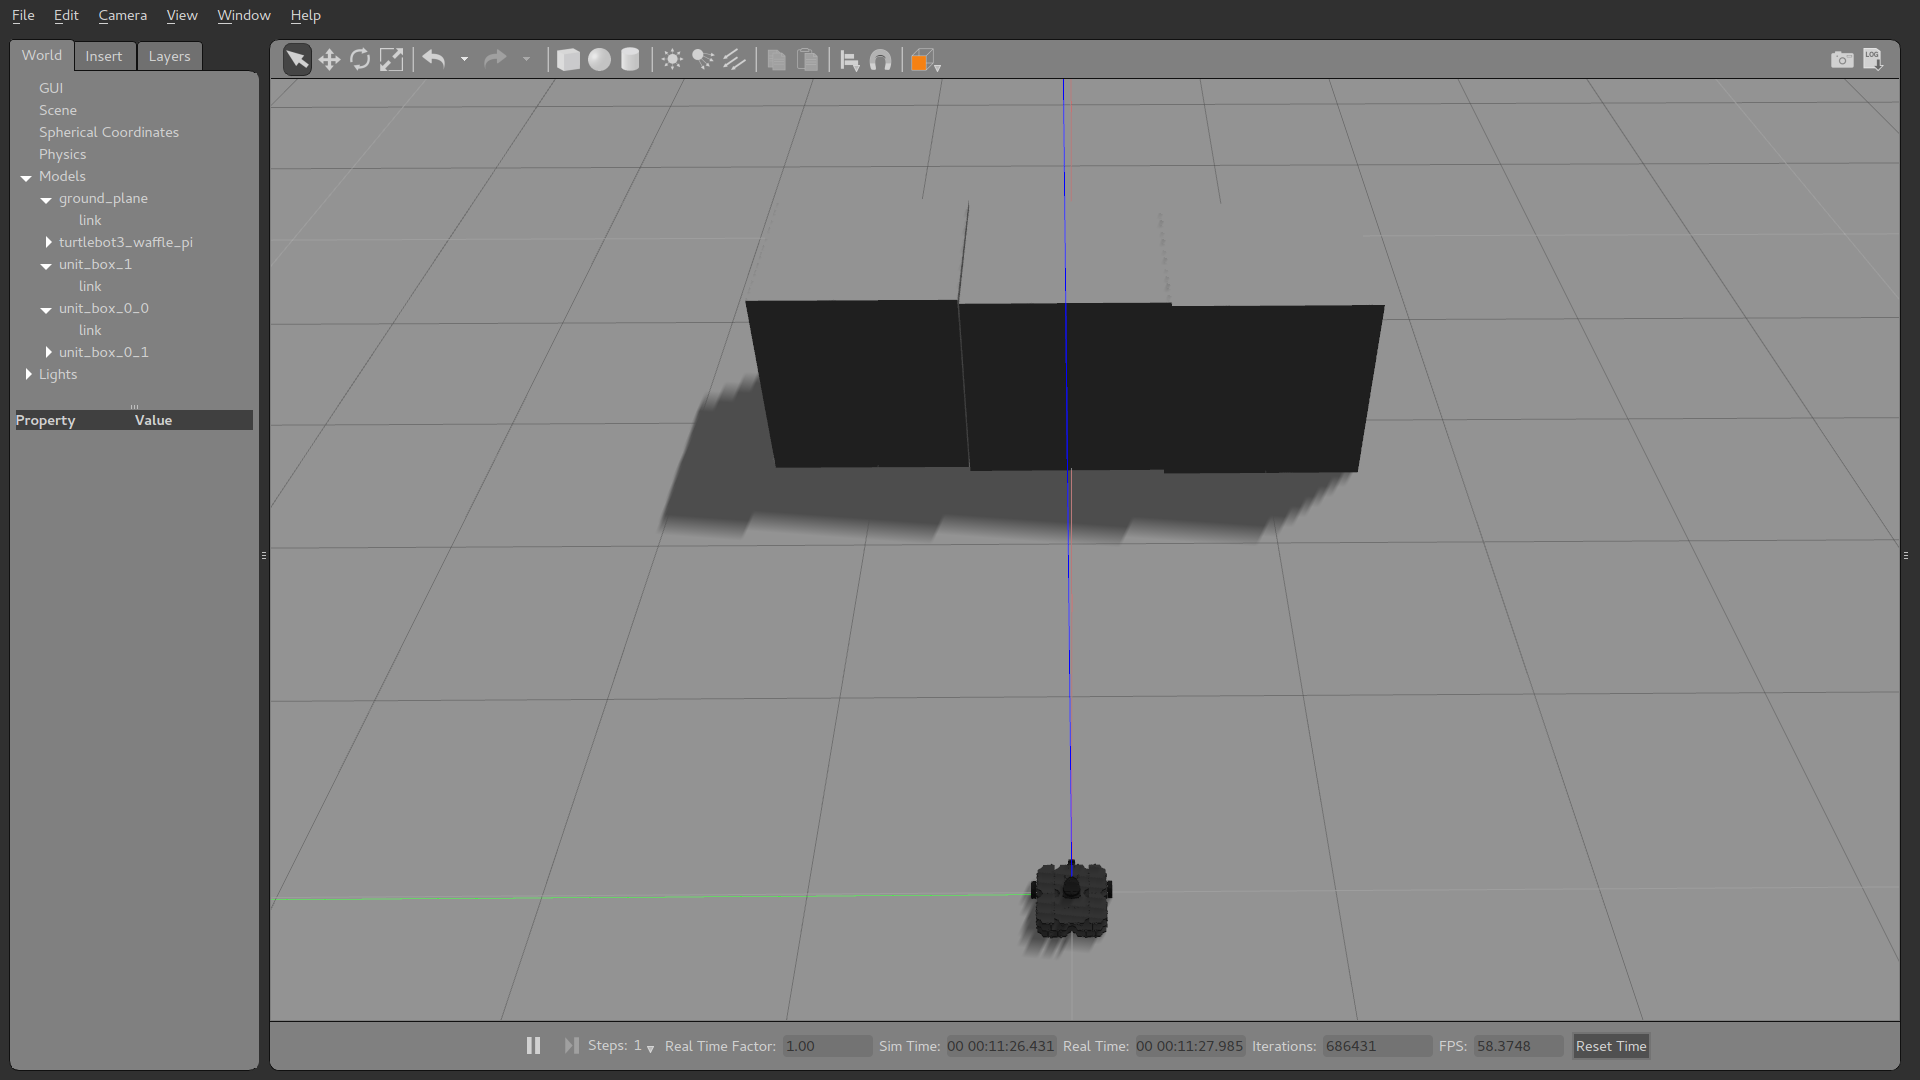 File Edit Camera View Window Help
World Insert Layers
LOG
GUI
Scene
Spherical Coordinates
Physics
Models
ground_plane
link
turtlebot3_waffle_pi
unit_box_1
link
unit_box_0_0
link
unit_box_0_1
Lights
Property Value
Steps: 1 Real Time Factor: 1.00 Sim Time: 00 00:11:26.431 Real Time: 00 00:11:27.985 Iterations: 686431 FPS: 58.3748 Reset Time